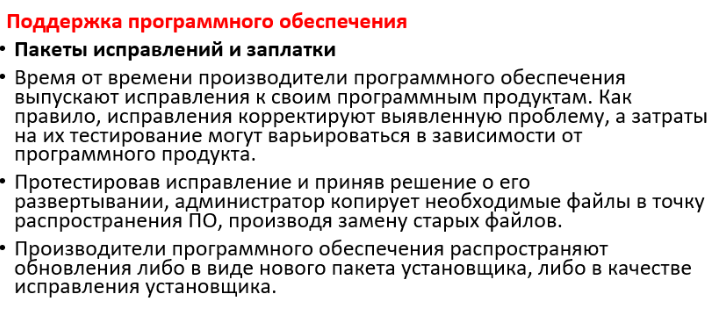 Поддержка программного обеспечения
• Пакеты исправлений и заплатки
• Время от времени производители программного обеспечения
выпускают исправления к своим программным продуктам. Как
правило, исправления корректируют выявленную проблему, а затраты
на их тестирование могут варьироваться в зависимости от
программного продукта.
• Протестировав исправление и приняв решение о его
развертывании, администратор копирует необходимые файлы в точку
распространения ПО, производя замену старых файлов.
• Производители программного обеспечения распространяют
обновления либо в виде нового пакета установщика, либо в качестве
исправления установщика.